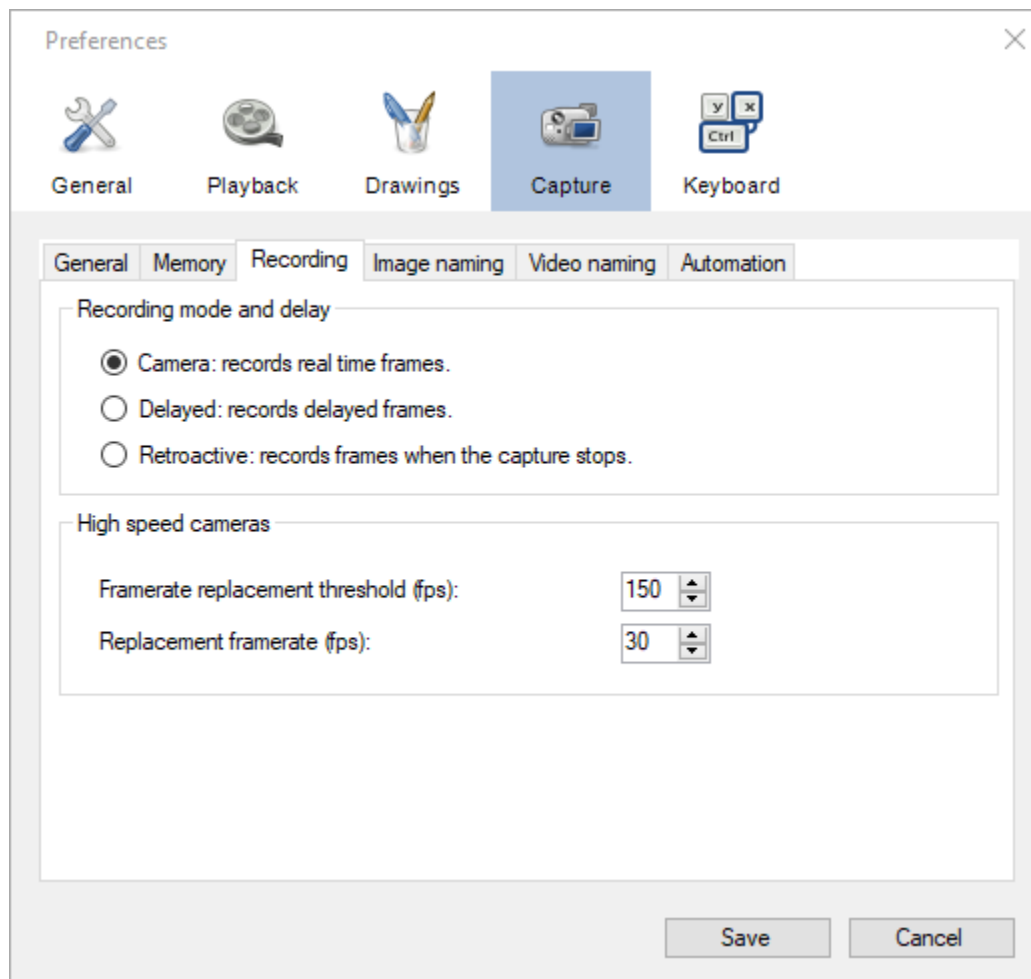 Preferences
y x
Ctrl
General Playback Drawings Capture Keyboard
General Memory Recording Image naming Video naming Automation
Recording mode and delay
Camera: records real time frames.
Delayed: records delayed frames.
Retroactive: records frames when the capture stops.
High speed cameras
Framerate replacement threshold (fps): 150
Replacement framerate (fps): 30
Save Cancel